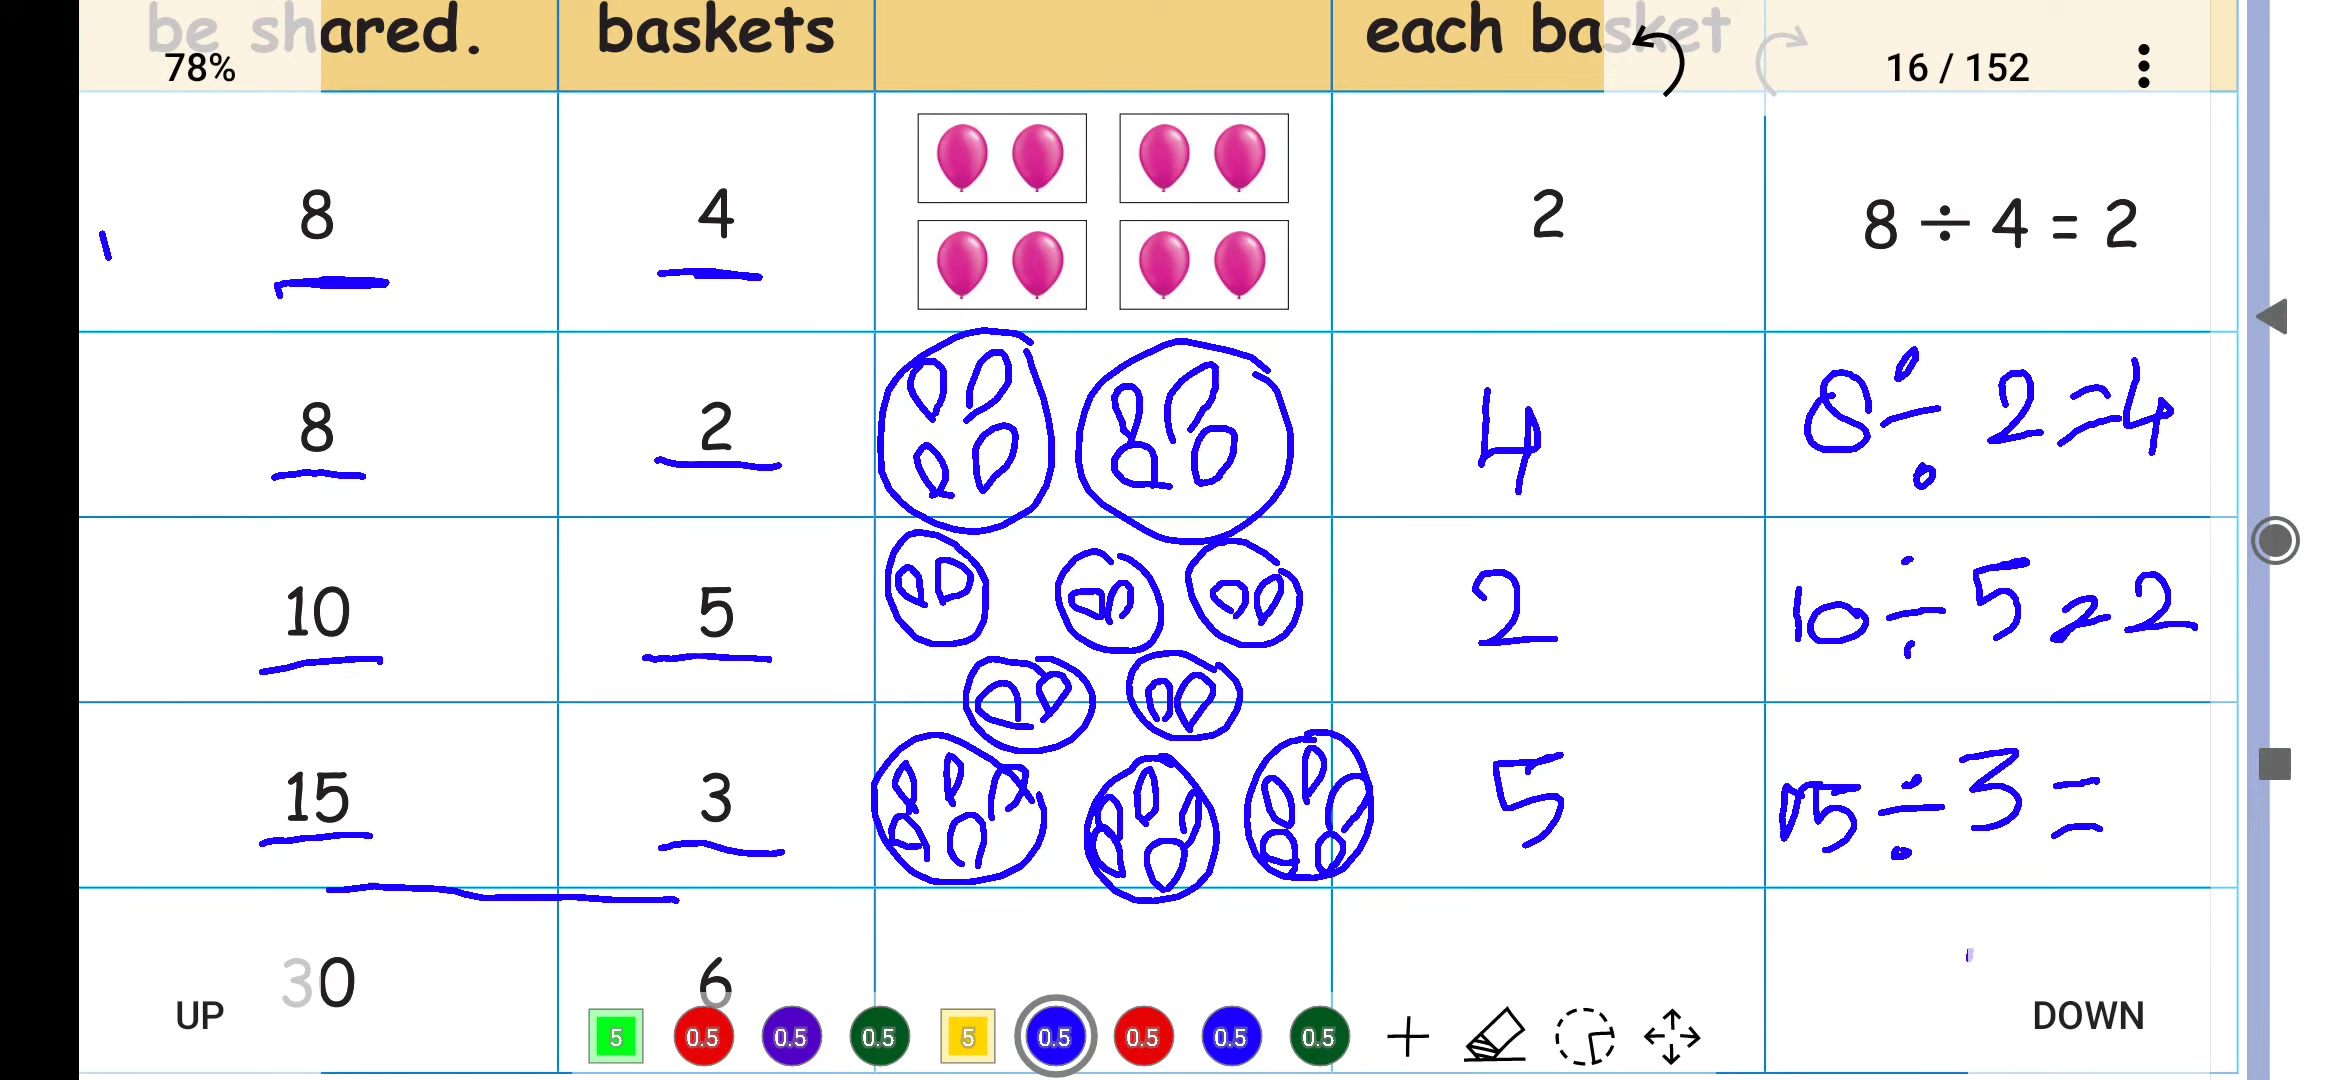 be shared. baskets each basket
78% 16 / 152
8 4 2 8 ÷ 4 = 2
8 2 4 8 ÷ 2 = 4
10 5 2 10 ÷ 5 = 2
15 3 5 15 ÷ 3 =
30 6
UP 5 0.5 0.5 0.5 5 0.5 0.5 0.5 0.5 DOWN